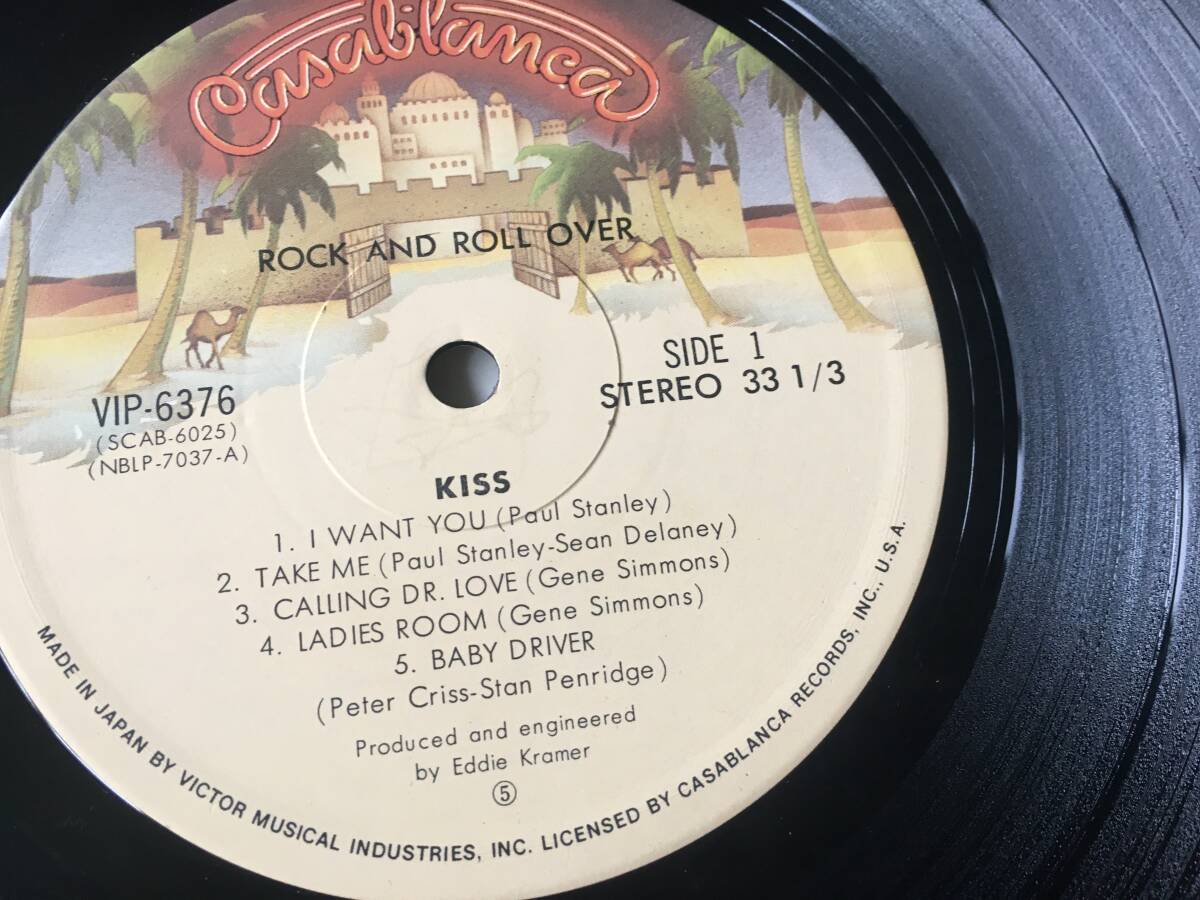 Casablanca
ROCK AND ROLL OVER
SIDE 1
STEREO 33 1/3
VIP-6376
(SCAB-6025)
(NBLP-7037-A)
KISS
1. I WANT YOU (Paul Stanley)
2. TAKE ME (Paul Stanley-Sean Delaney)
3. CALLING DR. LOVE (Gene Simmons)
4. LADIES ROOM (Gene Simmons)
5. BABY DRIVER
(Peter Criss-Stan Penridge)
Produced and engineered
by Eddie Kramer
⑤
MADE IN JAPAN BY VICTOR MUSICAL INDUSTRIES, INC. LICENSED BY CASABLANCA RECORDS, INC., U.S.A.